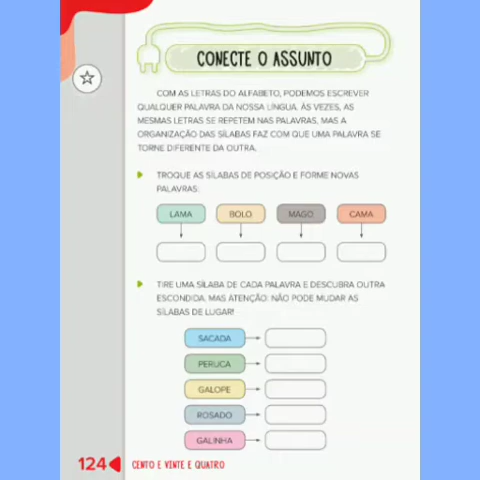 CONECTE O ASSUNTO
COM AS LETRAS DO ALFABETO, PODEMOS ESCREVER
QUALQUER PALAVRA DA NOSSA LÍNGUA. ÀS VEZES, AS
MESMAS LETRAS SE REPETEM NAS PALAVRAS, MAS A
ORGANIZAÇÃO DAS SÍLABAS FAZ COM QUE UMA PALAVRA SE
TORNE DIFERENTE DA OUTRA.
TROQUE AS SÍLABAS DE POSIÇÃO E FORME NOVAS
PALAVRAS:
LAMA BOLO MAGO CAMA
TIRE UMA SÍLABA DE CADA PALAVRA E DESCUBRA OUTRA
ESCONDIDA. MAS ATENÇÃO: NÃO PODE MUDAR AS
SÍLABAS DE LUGAR!
SACADA
PERUCA
GALOPE
ROSADO
GALINHA
124 CENTO E VINTE E QUATRO